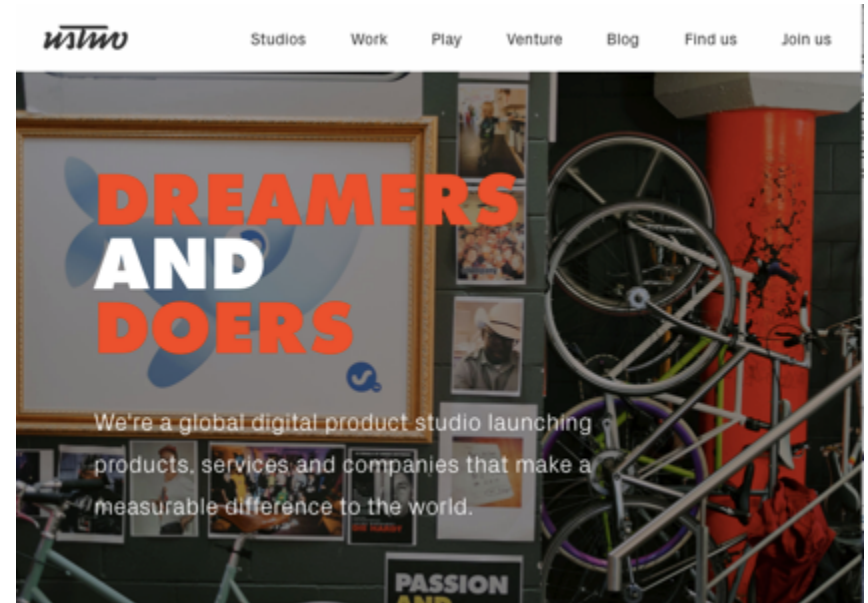 ustwo
Studios Work Play Venture Blog Find us Join us
DREAMERS
AND
DOERS
We're a global digital product studio launching
products, services and companies that make a
measurable difference to the world.
PASSION
AND